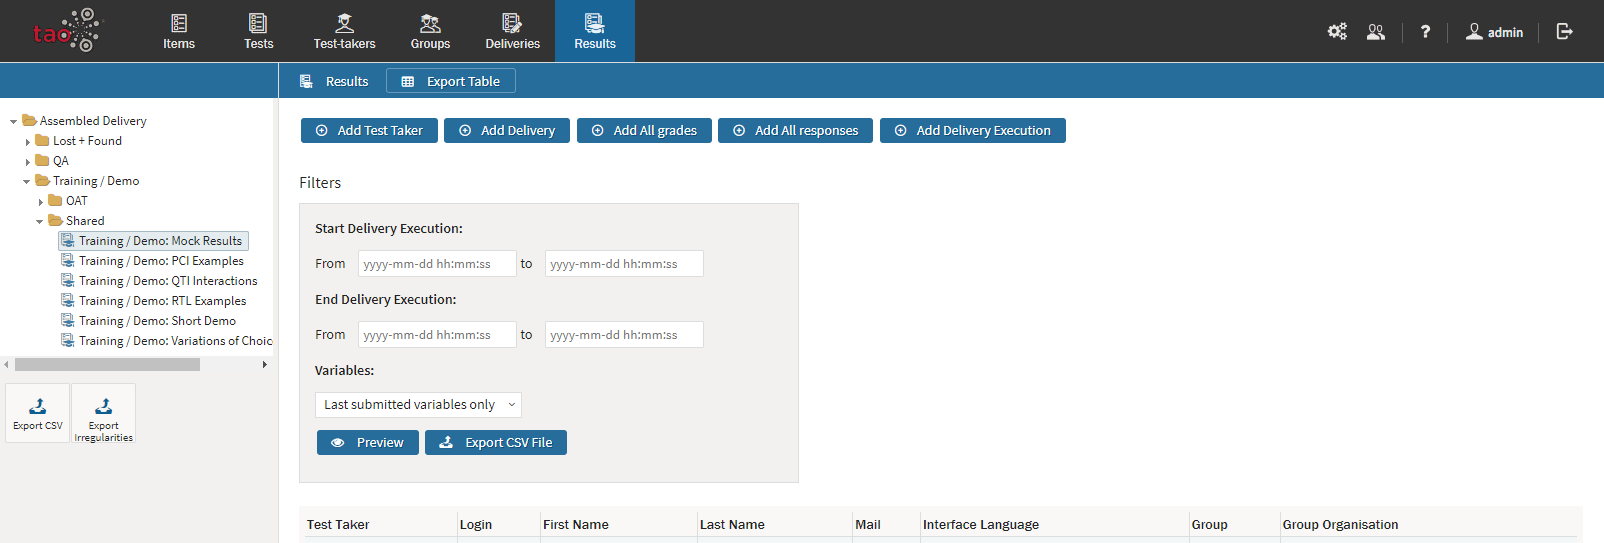 tao
Items
Tests
Test-takers
Groups
Deliveries
Results
?
admin
Results
Export Table
Assembled Delivery
Lost + Found
QA
Training / Demo
OAT
Shared
Training / Demo: Mock Results
Training / Demo: PCI Examples
Training / Demo: QTI Interactions
Training / Demo: RTL Examples
Training / Demo: Short Demo
Training / Demo: Variations of Choic
Export CSV
Export
Irregularities
Add Test Taker
Add Delivery
Add All grades
Add All responses
Add Delivery Execution
Filters
Start Delivery Execution:
From yyyy-mm-dd hh:mm:ss to yyyy-mm-dd hh:mm:ss
End Delivery Execution:
From yyyy-mm-dd hh:mm:ss to yyyy-mm-dd hh:mm:ss
Variables:
Last submitted variables only
Preview
Export CSV File
Test Taker Login First Name Last Name Mail Interface Language Group Group Organisation